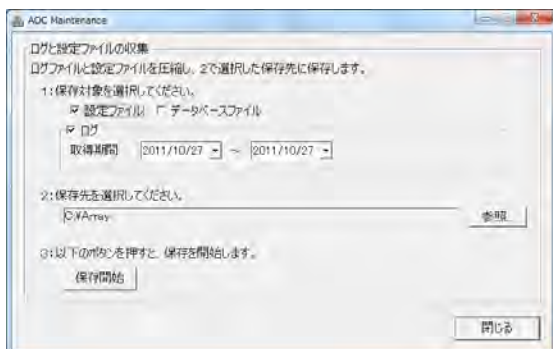 ADC Maintenance
ログと設定ファイルの収集
ログファイルと設定ファイルを圧縮し、2で選択した保存先に保存します。
1:保存対象を選択してください。
設定ファイル データベースファイル
ログ
取得期間 2011/10/27 ~ 2011/10/27
2:保存先を選択してください。
C:¥Array 参照
3:以下のボタンを押すと、保存を開始します。
保存開始
閉じる